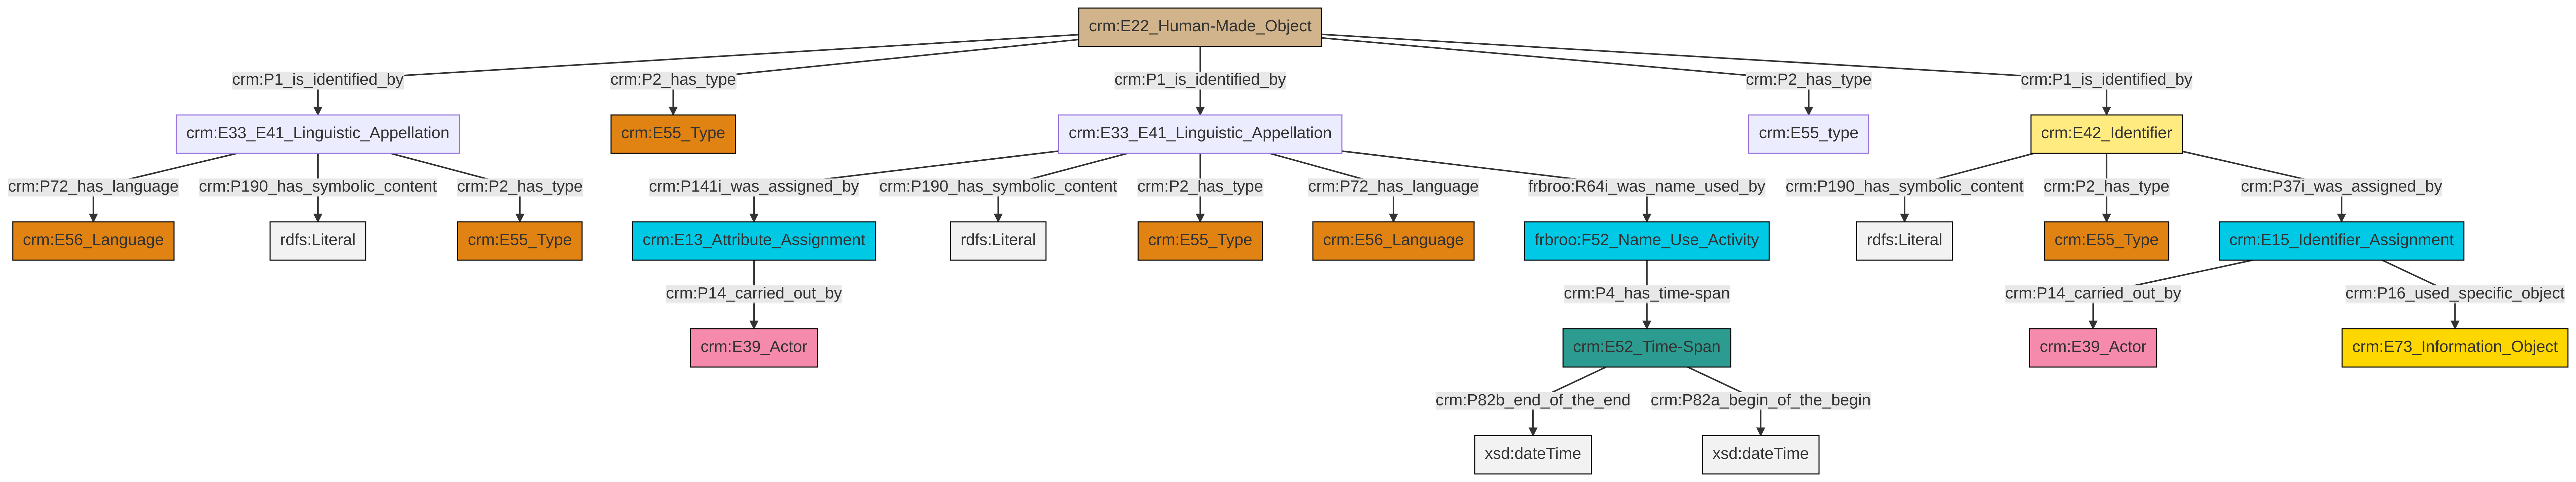 crm:E22_Human-Made_Object
crm:P1_is_identified_by
crm:P2_has_type
crm:P1_is_identified_by
crm:P2_has_type
crm:P1_is_identified_by
crm:E33_E41_Linguistic_Appellation
crm:E55_Type
crm:E33_E41_Linguistic_Appellation
crm:E55_type
crm:E42_Identifier
crm:P72_has_language
crm:P190_has_symbolic_content
crm:P2_has_type
crm:P141i_was_assigned_by
crm:P190_has_symbolic_content
crm:P2_has_type
crm:P72_has_language
frbroo:R64i_was_name_used_by
crm:P190_has_symbolic_content
crm:P2_has_type
crm:P37i_was_assigned_by
crm:E56_Language
rdfs:Literal
crm:E55_Type
crm:E13_Attribute_Assignment
rdfs:Literal
crm:E55_Type
crm:E56_Language
frbroo:F52_Name_Use_Activity
rdfs:Literal
crm:E55_Type
crm:E15_Identifier_Assignment
crm:P14_carried_out_by
crm:P4_has_time-span
crm:P14_carried_out_by
crm:P16_used_specific_object
crm:E39_Actor
crm:E52_Time-Span
crm:E39_Actor
crm:E73_Information_Object
crm:P82b_end_of_the_end
crm:P82a_begin_of_the_begin
xsd:dateTime
xsd:dateTime